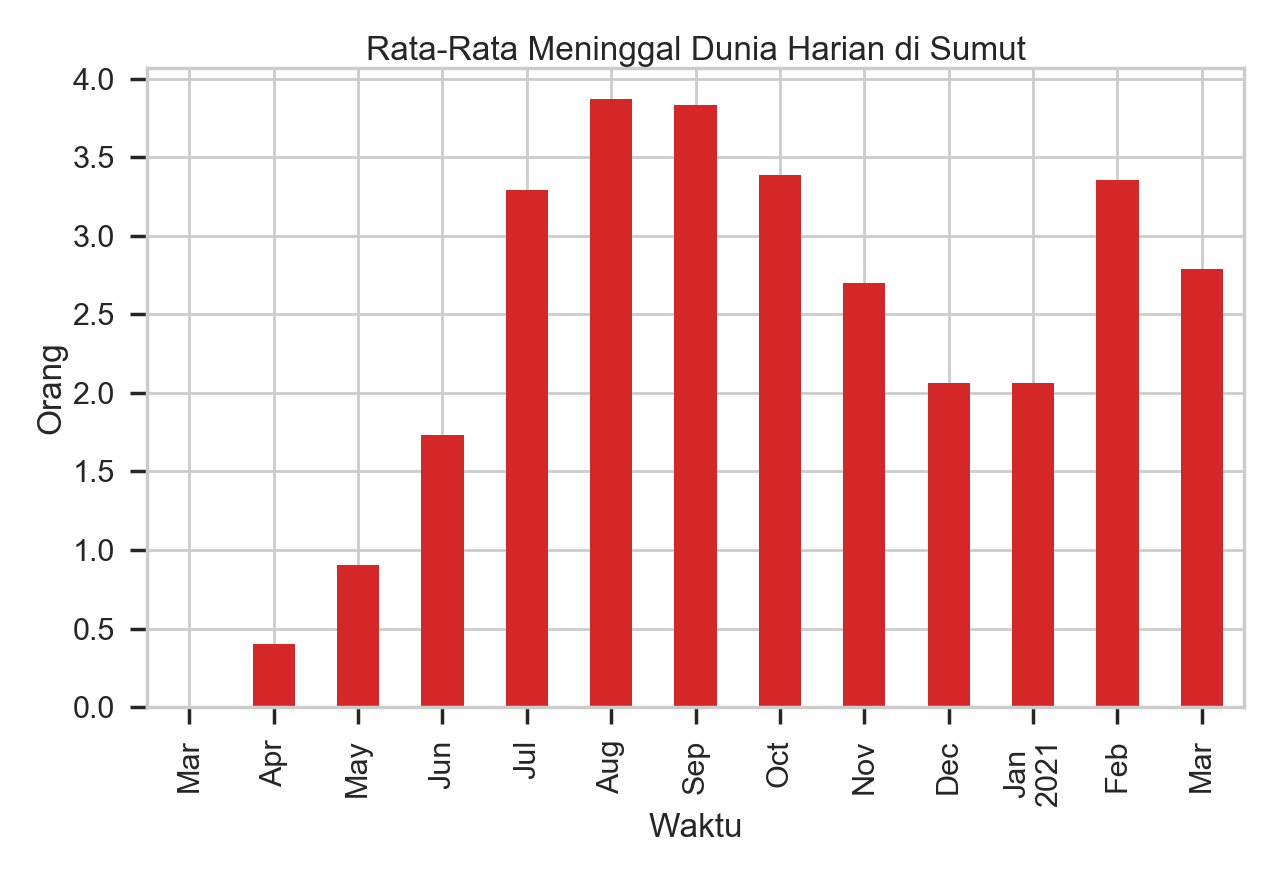 Rata-Rata Meninggal Dunia Harian di Sumut
4.0
3.5
3.0
2.5
2.0
1.5
1.0
0.5
0.0
Orang
Mar
Apr
May
Jun
Jul
Aug
Sep
Oct
Nov
Dec
Jan
2021
Feb
Mar
Waktu